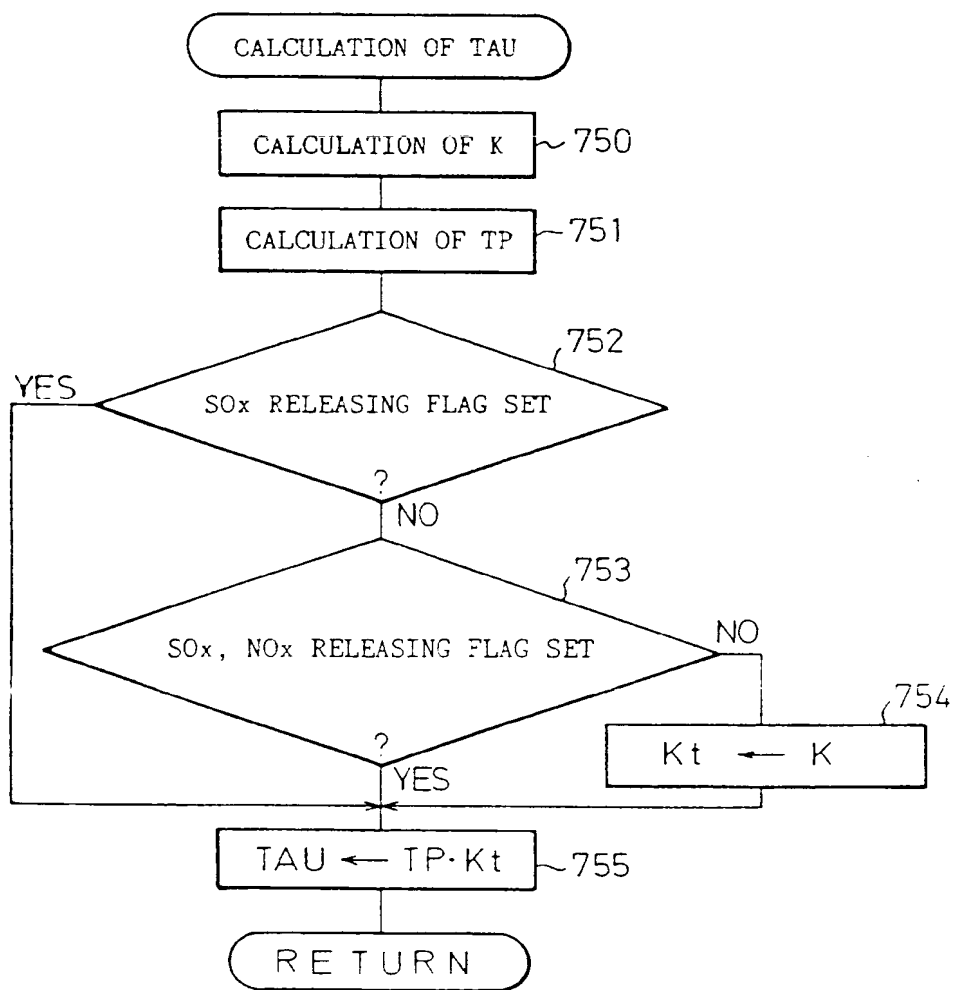 CALCULATION OF TAU
CALCULATION OF K
750
CALCULATION OF TP
751
752
YES
SOx RELEASING FLAG SET
?
NO
753
SOx, NOx RELEASING FLAG SET
NO
754
?
YES
Kt ← K
TAU ← TP·Kt
755
RETURN